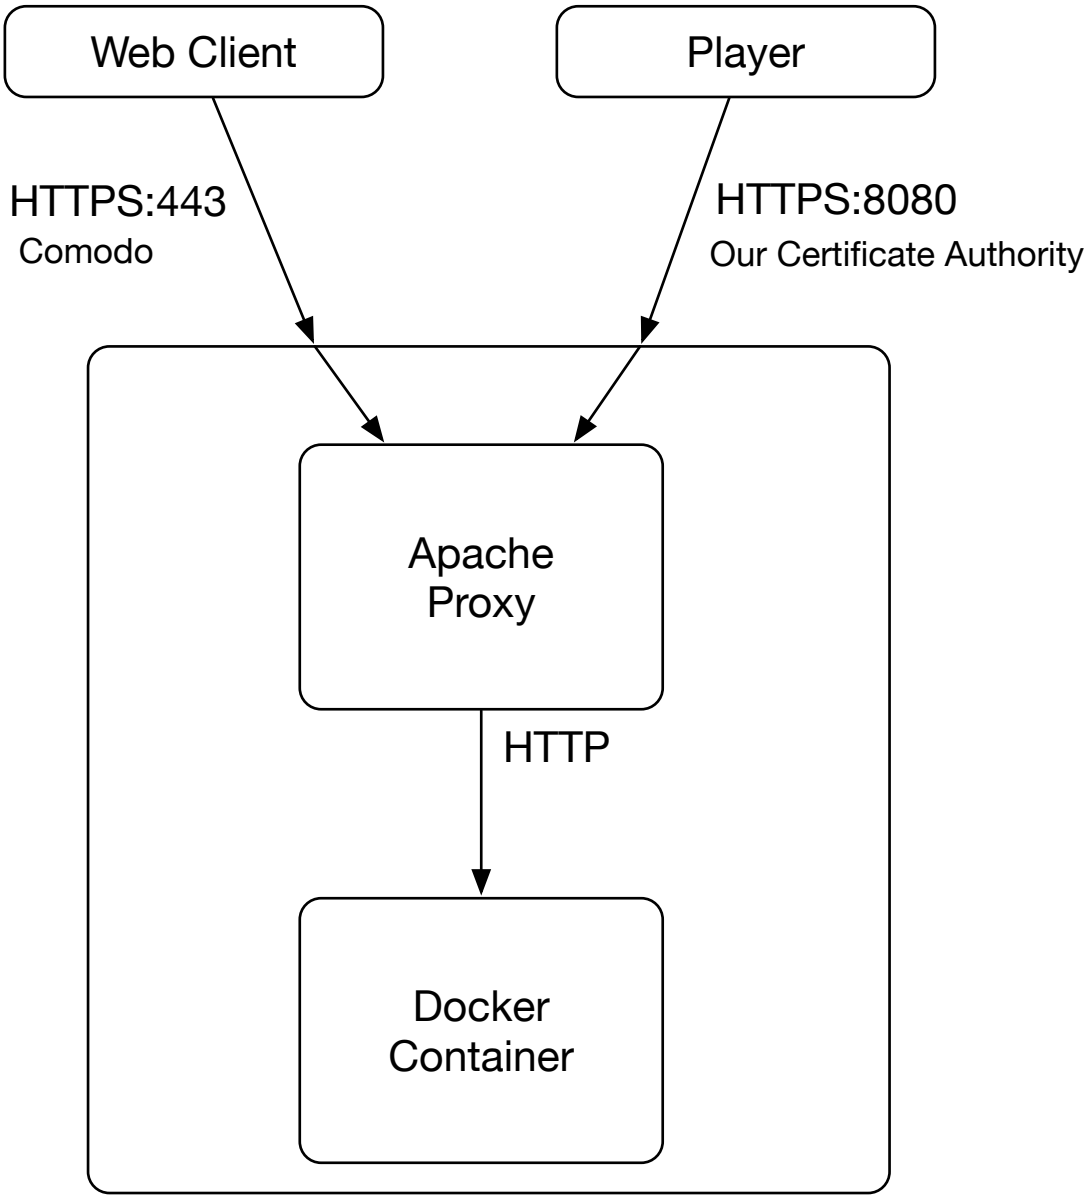 Web Client
Player
HTTPS:443
Comodo
HTTPS:8080
Our Certificate Authority
Apache
Proxy
HTTP
Docker
Container